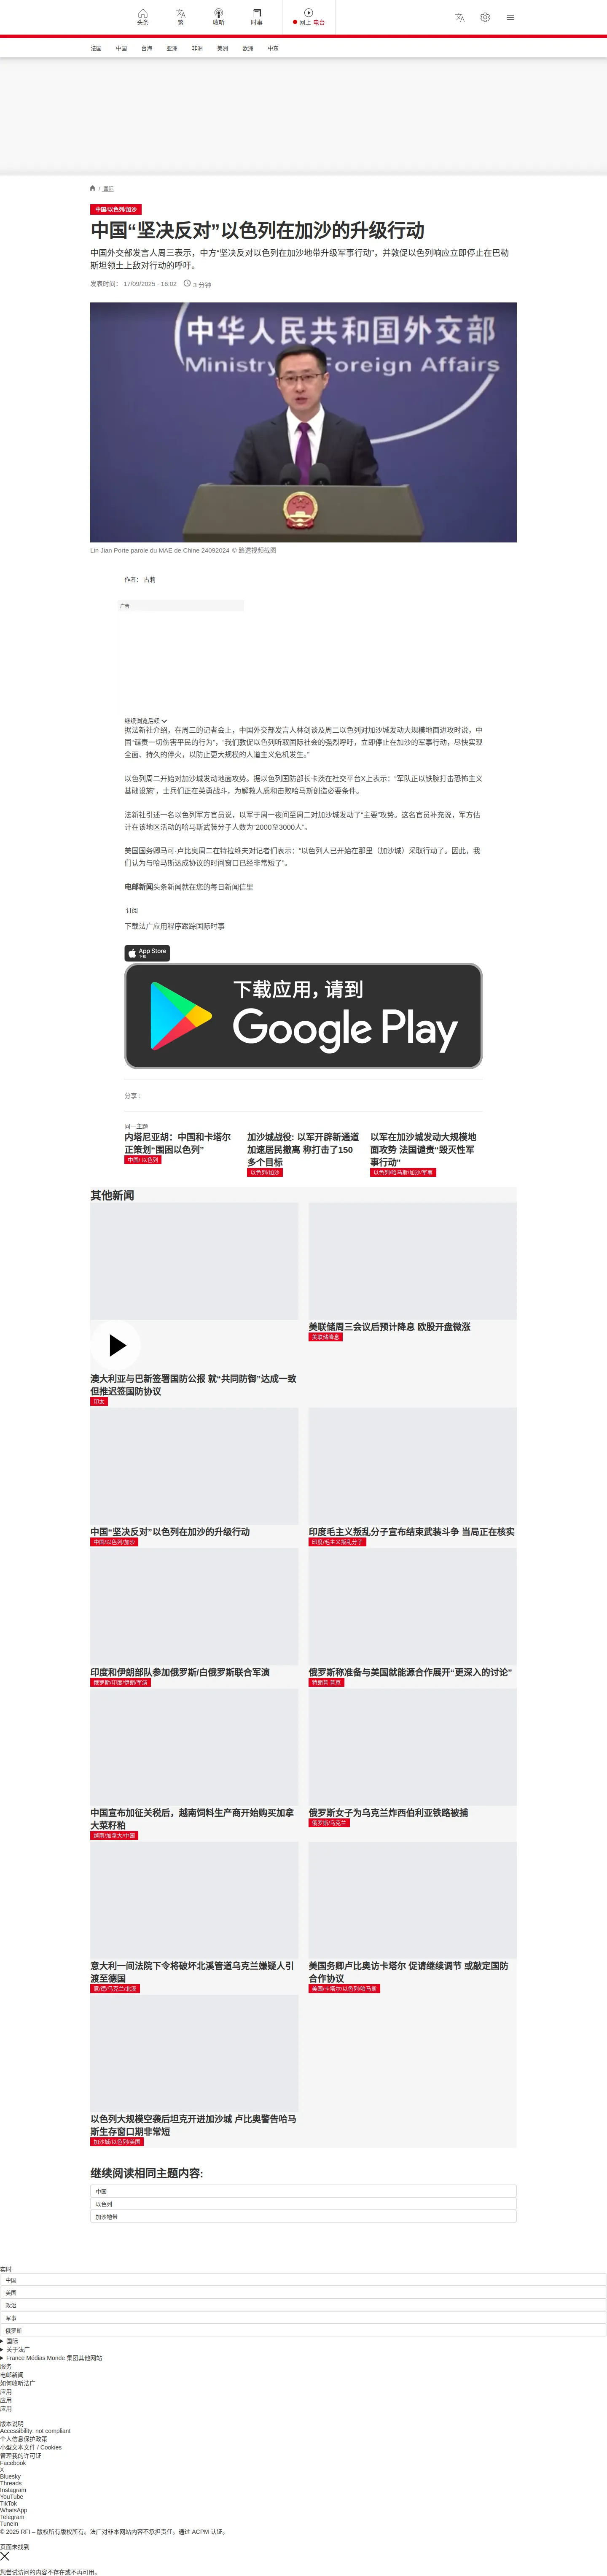 头条
繁
收听
时事
网上 电台
法国 中国 台海 亚洲 非洲 美洲 欧洲 中东
/ 国际
中国/以色列/加沙
中国“坚决反对”以色列在加沙的升级行动
中国外交部发言人周三表示，中方“坚决反对以色列在加沙地带升级军事行动”，并敦促以色列响应立即停止在巴勒
斯坦领土上敌对行动的呼吁。
发表时间： 17/09/2025 - 16:02 3 分钟
中华人民共和国外交部
Ministry of Foreign Affairs
Lin Jian Porte parole du MAE de Chine 24092024 © 路透视频截图
作者： 古莉
广告
继续浏览后续
据法新社介绍，在周三的记者会上，中国外交部发言人林剑谈及周二以色列对加沙城发动大规模地面进攻时说，中
国“谴责一切伤害平民的行为”，“我们敦促以色列听取国际社会的强烈呼吁，立即停止在加沙的军事行动，尽快实现
全面、持久的停火，以防止更大规模的人道主义危机发生。”
以色列周二开始对加沙城发动地面攻势。据以色列国防部长卡茨在社交平台X上表示：“军队正以铁腕打击恐怖主义
基础设施”，士兵们正在英勇战斗，为解救人质和击败哈马斯创造必要条件。
法新社引述一名以色列军方官员说，以军于周一夜间至周二对加沙城发动了“主要”攻势。这名官员补充说，军方估
计在该地区活动的哈马斯武装分子人数为“2000至3000人”。
美国国务卿马可·卢比奥周二在特拉维夫对记者们表示：“以色列人已开始在那里（加沙城）采取行动了。因此，我
们认为与哈马斯达成协议的时间窗口已经非常短了”。
电邮新闻头条新闻就在您的每日新闻信里
订阅
下载法广应用程序跟踪国际时事
App Store
下载
下载应用，请到
Google Play
分享 :
同一主题
内塔尼亚胡：中国和卡塔尔
正策划“围困以色列”
中国/ 以色列
加沙城战役: 以军开辟新通道
加速居民撤离 称打击了150
多个目标
以色列/加沙
以军在加沙城发动大规模地
面攻势 法国谴责“毁灭性军
事行动”
以色列/哈马斯/加沙/军事
其他新闻
澳大利亚与巴新签署国防公报 就“共同防御”达成一致
但推迟签国防协议
印太
美联储周三会议后预计降息 欧股开盘微涨
美联储降息
中国“坚决反对”以色列在加沙的升级行动
中国/以色列/加沙
印度毛主义叛乱分子宣布结束武装斗争 当局正在核实
印度/毛主义叛乱分子
印度和伊朗部队参加俄罗斯/白俄罗斯联合军演
俄罗斯/印度/伊朗/军演
俄罗斯称准备与美国就能源合作展开“更深入的讨论”
特朗普 普京
中国宣布加征关税后，越南饲料生产商开始购买加拿
大菜籽粕
越南/加拿大/中国
俄罗斯女子为乌克兰炸西伯利亚铁路被捕
俄罗斯/乌克兰
意大利一间法院下令将破坏北溪管道乌克兰嫌疑人引
渡至德国
意/德/乌克兰/北溪
美国务卿卢比奥访卡塔尔 促请继续调节 或敲定国防
合作协议
美国/卡塔尔/以色列/哈马斯
以色列大规模空袭后坦克开进加沙城 卢比奥警告哈马
斯生存窗口期非常短
加沙城/以色列/美国
继续阅读相同主题内容:
中国
以色列
加沙地带
实时
中国
美国
政治
军事
俄罗斯
国际
关于法广
France Médias Monde 集团其他网站
服务
电邮新闻
如何收听法广
应用
应用
应用
版本说明
Accessibility: not compliant
个人信息保护政策
小型文本文件 / Cookies
管理我的许可证
Facebook
X
Bluesky
Threads
Instagram
YouTube
TikTok
WhatsApp
Telegram
TuneIn
© 2025 RFI – 版权所有版权所有。法广对非本网站内容不承担责任。通过 ACPM 认证。
页面未找到
您尝试访问的内容不存在或不再可用。